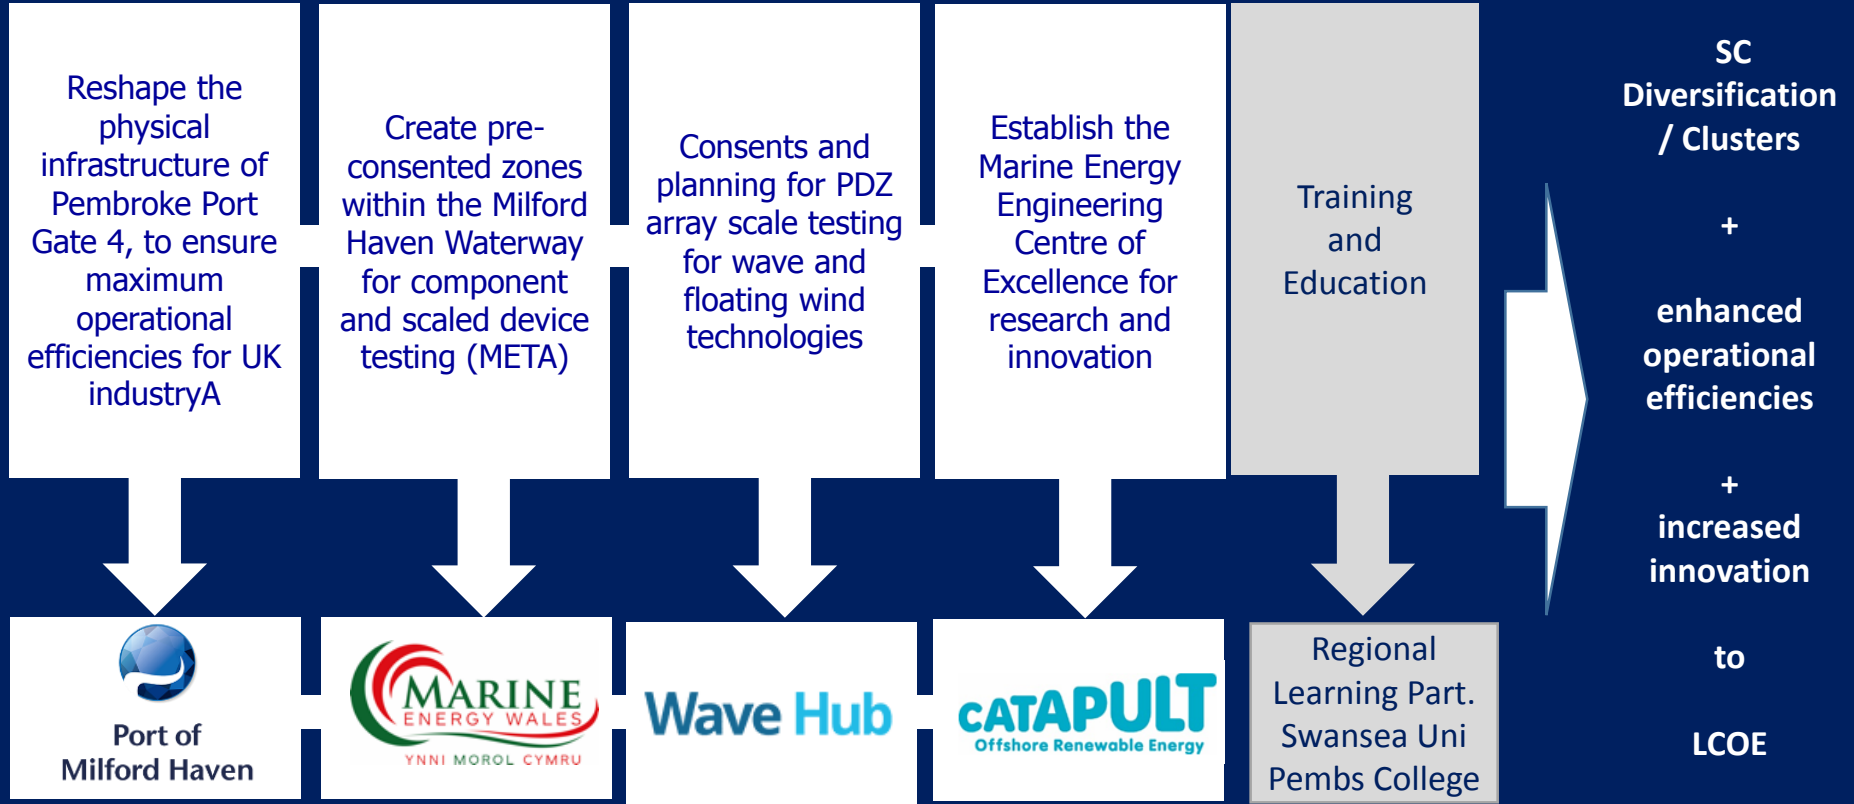 Reshape the
physical
infrastructure of
Pembroke Port
Gate 4, to ensure
maximum
operational
efficiencies for UK
industryA
Create pre-
consented zones
within the Milford
Haven Waterway
for component
and scaled device
testing (META)
Consents and
planning for PDZ
array scale testing
for wave and
floating wind
technologies
Establish the
Marine Energy
Engineering
Centre of
Excellence for
research and
innovation
Training
and
Education
SC
Diversification
/ Clusters
+
enhanced
operational
efficiencies
+
increased
innovation
to
LCOE
Port of
Milford Haven
MARINE
ENERGY WALES
YNNI MOROL CYMRU
Wave Hub
CATAPULT
Offshore Renewable Energy
Regional
Learning Part.
Swansea Uni
Pembs College